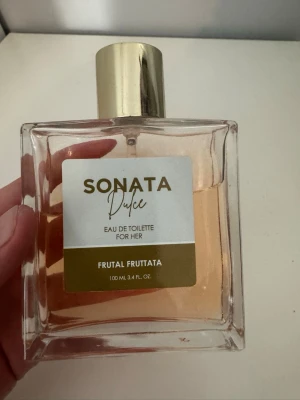 SONATA
Dulce
EAU DE TOILETTE
FOR HER
FRUTAL FRUTTATA
100 ML 3.4 FL. OZ.